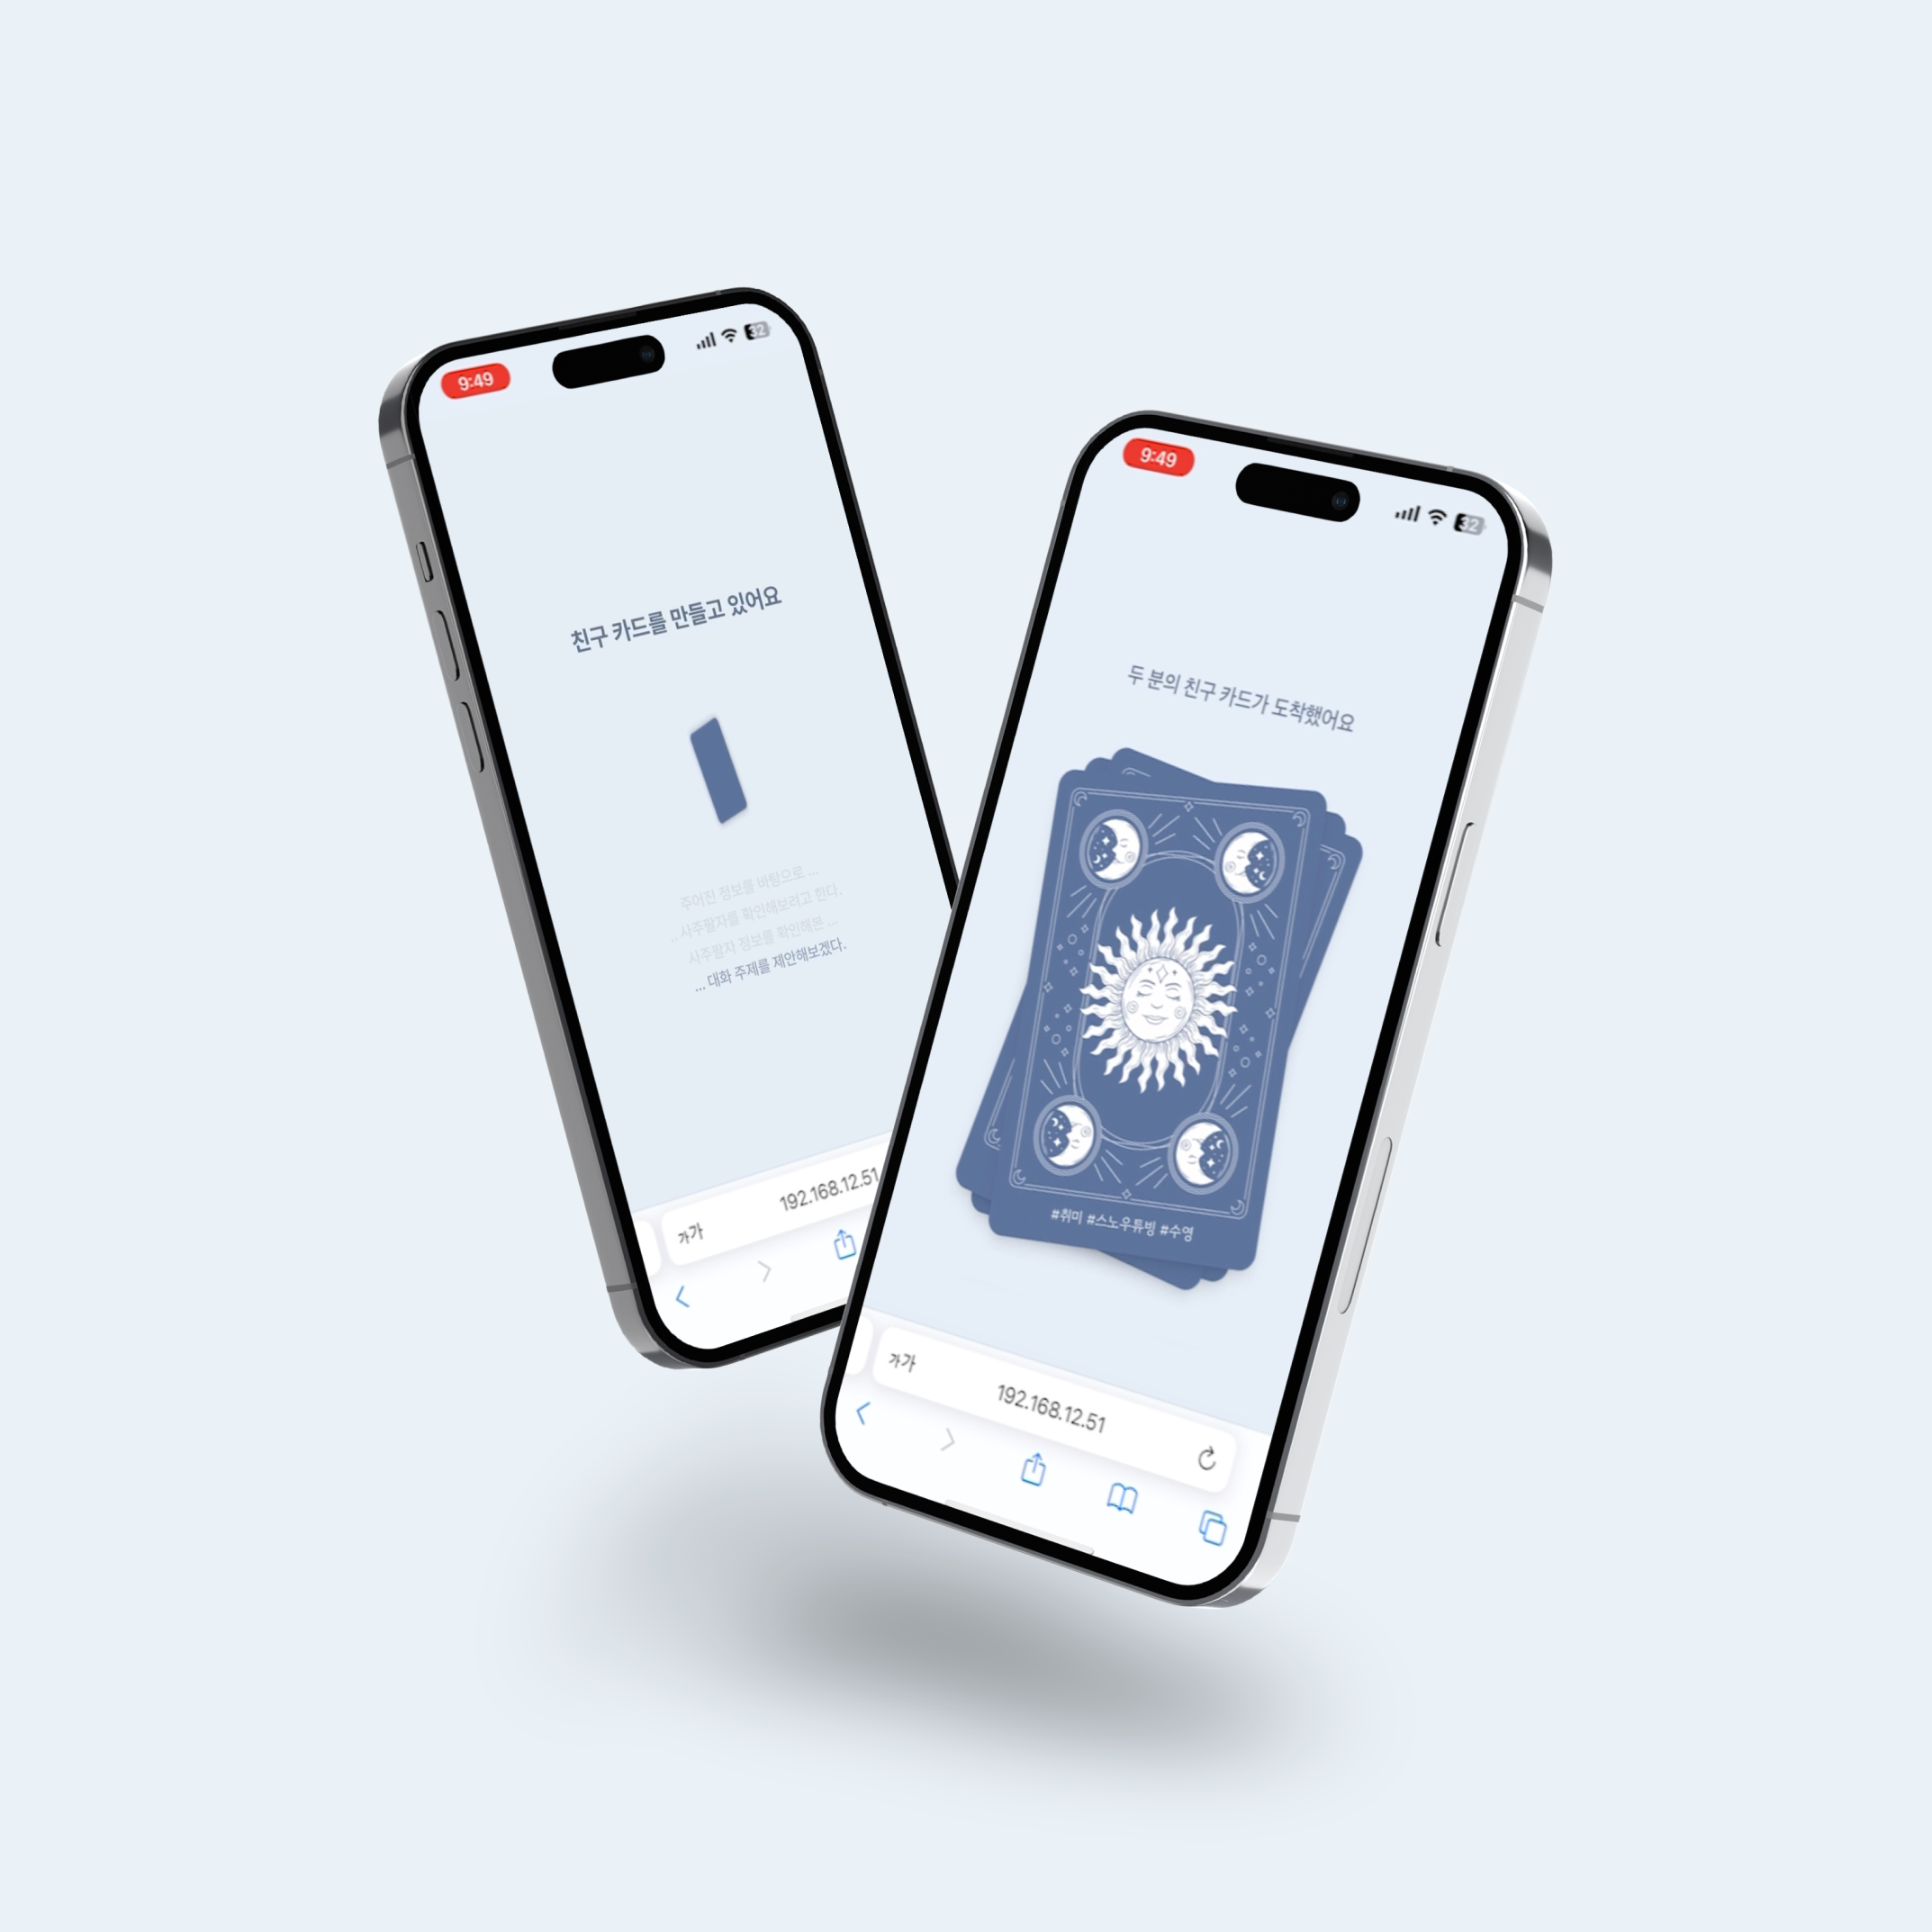 9:49
32
친구 카드를 만들고 있어요
주어진 정보를 바탕으로 ...
.. 사주팔자를 확인해보려고 한다.
사주팔자 정보를 확인해본 ...
... 대화 주제를 제안해보겠다.
가가 192.168.12.51
9:49
32
두 분의 친구 카드가 도착했어요
#취미 #스노우튜빙 #수영
가가 192.168.12.51